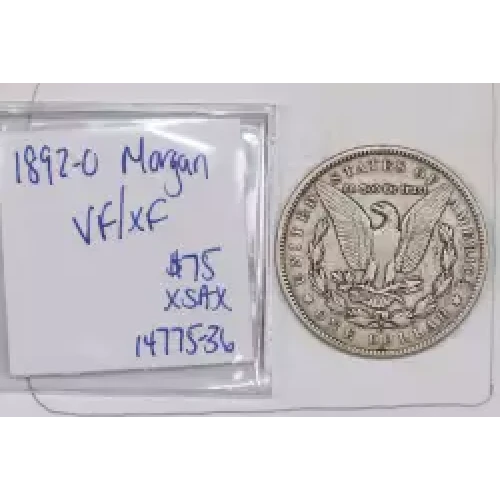 1892-O Morgan
VF/XF
$75
XSAX
14775-36
UNITED STATES OF AMERICA
In God We Trust
ONE DOLLAR